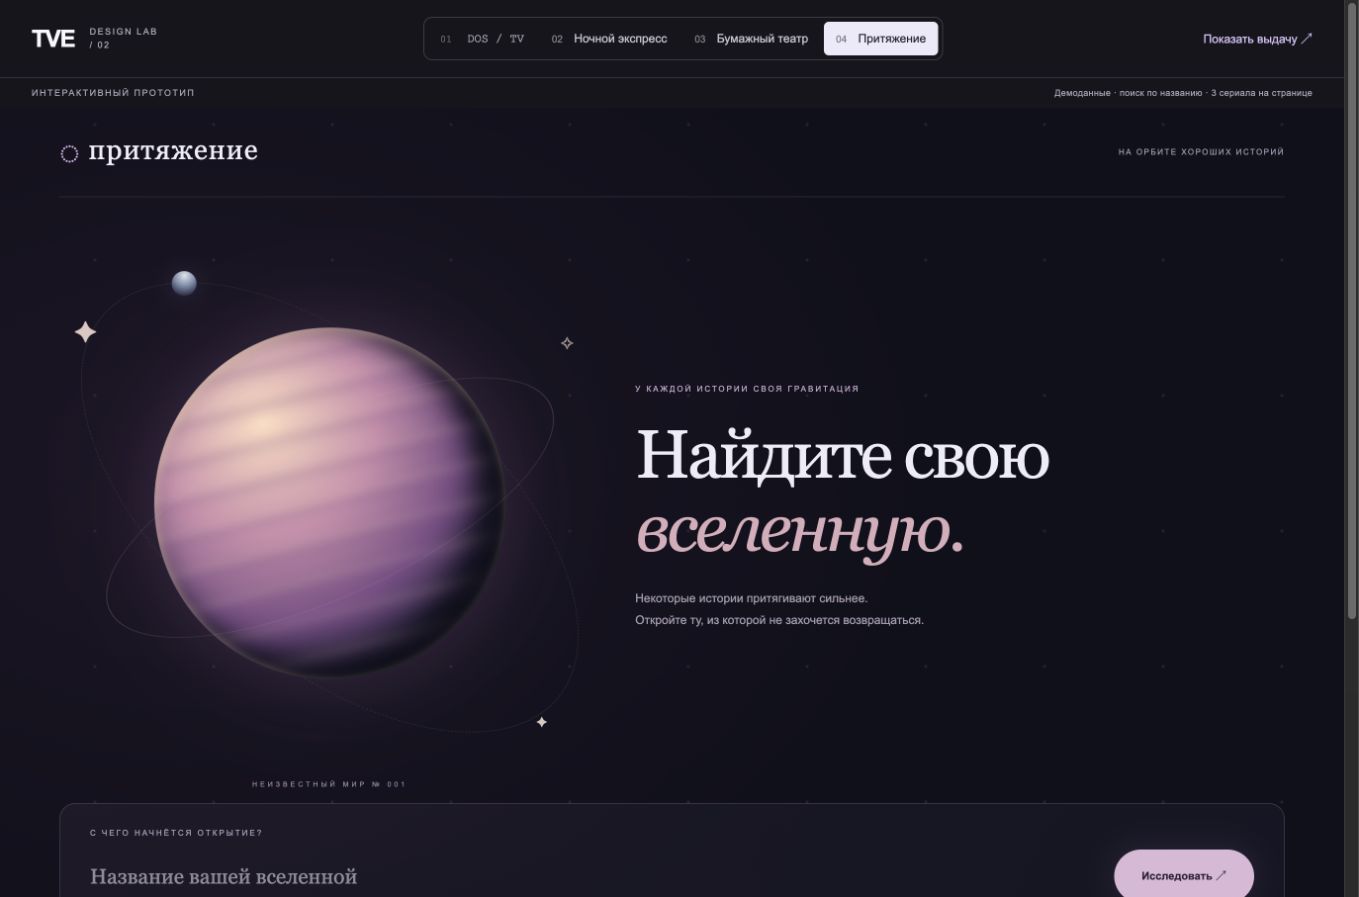 TVE
DESIGN LAB
/ 02
01 DOS / TV 02 Ночной экспресс 03 Бумажный театр 04 Притяжение
Показать выдачу ↗
ИНТЕРАКТИВНЫЙ ПРОТОТИП
Демоданные · поиск по названию · 3 сериала на странице
притяжение
НА ОРБИТЕ ХОРОШИХ ИСТОРИЙ
У КАЖДОЙ ИСТОРИИ СВОЯ ГРАВИТАЦИЯ
Найдите свою
вселенную.
Некоторые истории притягивают сильнее.
Откройте ту, из которой не захочется возвращаться.
НЕИЗВЕСТНЫЙ МИР № 001
С ЧЕГО НАЧНЁТСЯ ОТКРЫТИЕ?
Название вашей вселенной
Исследовать ↗